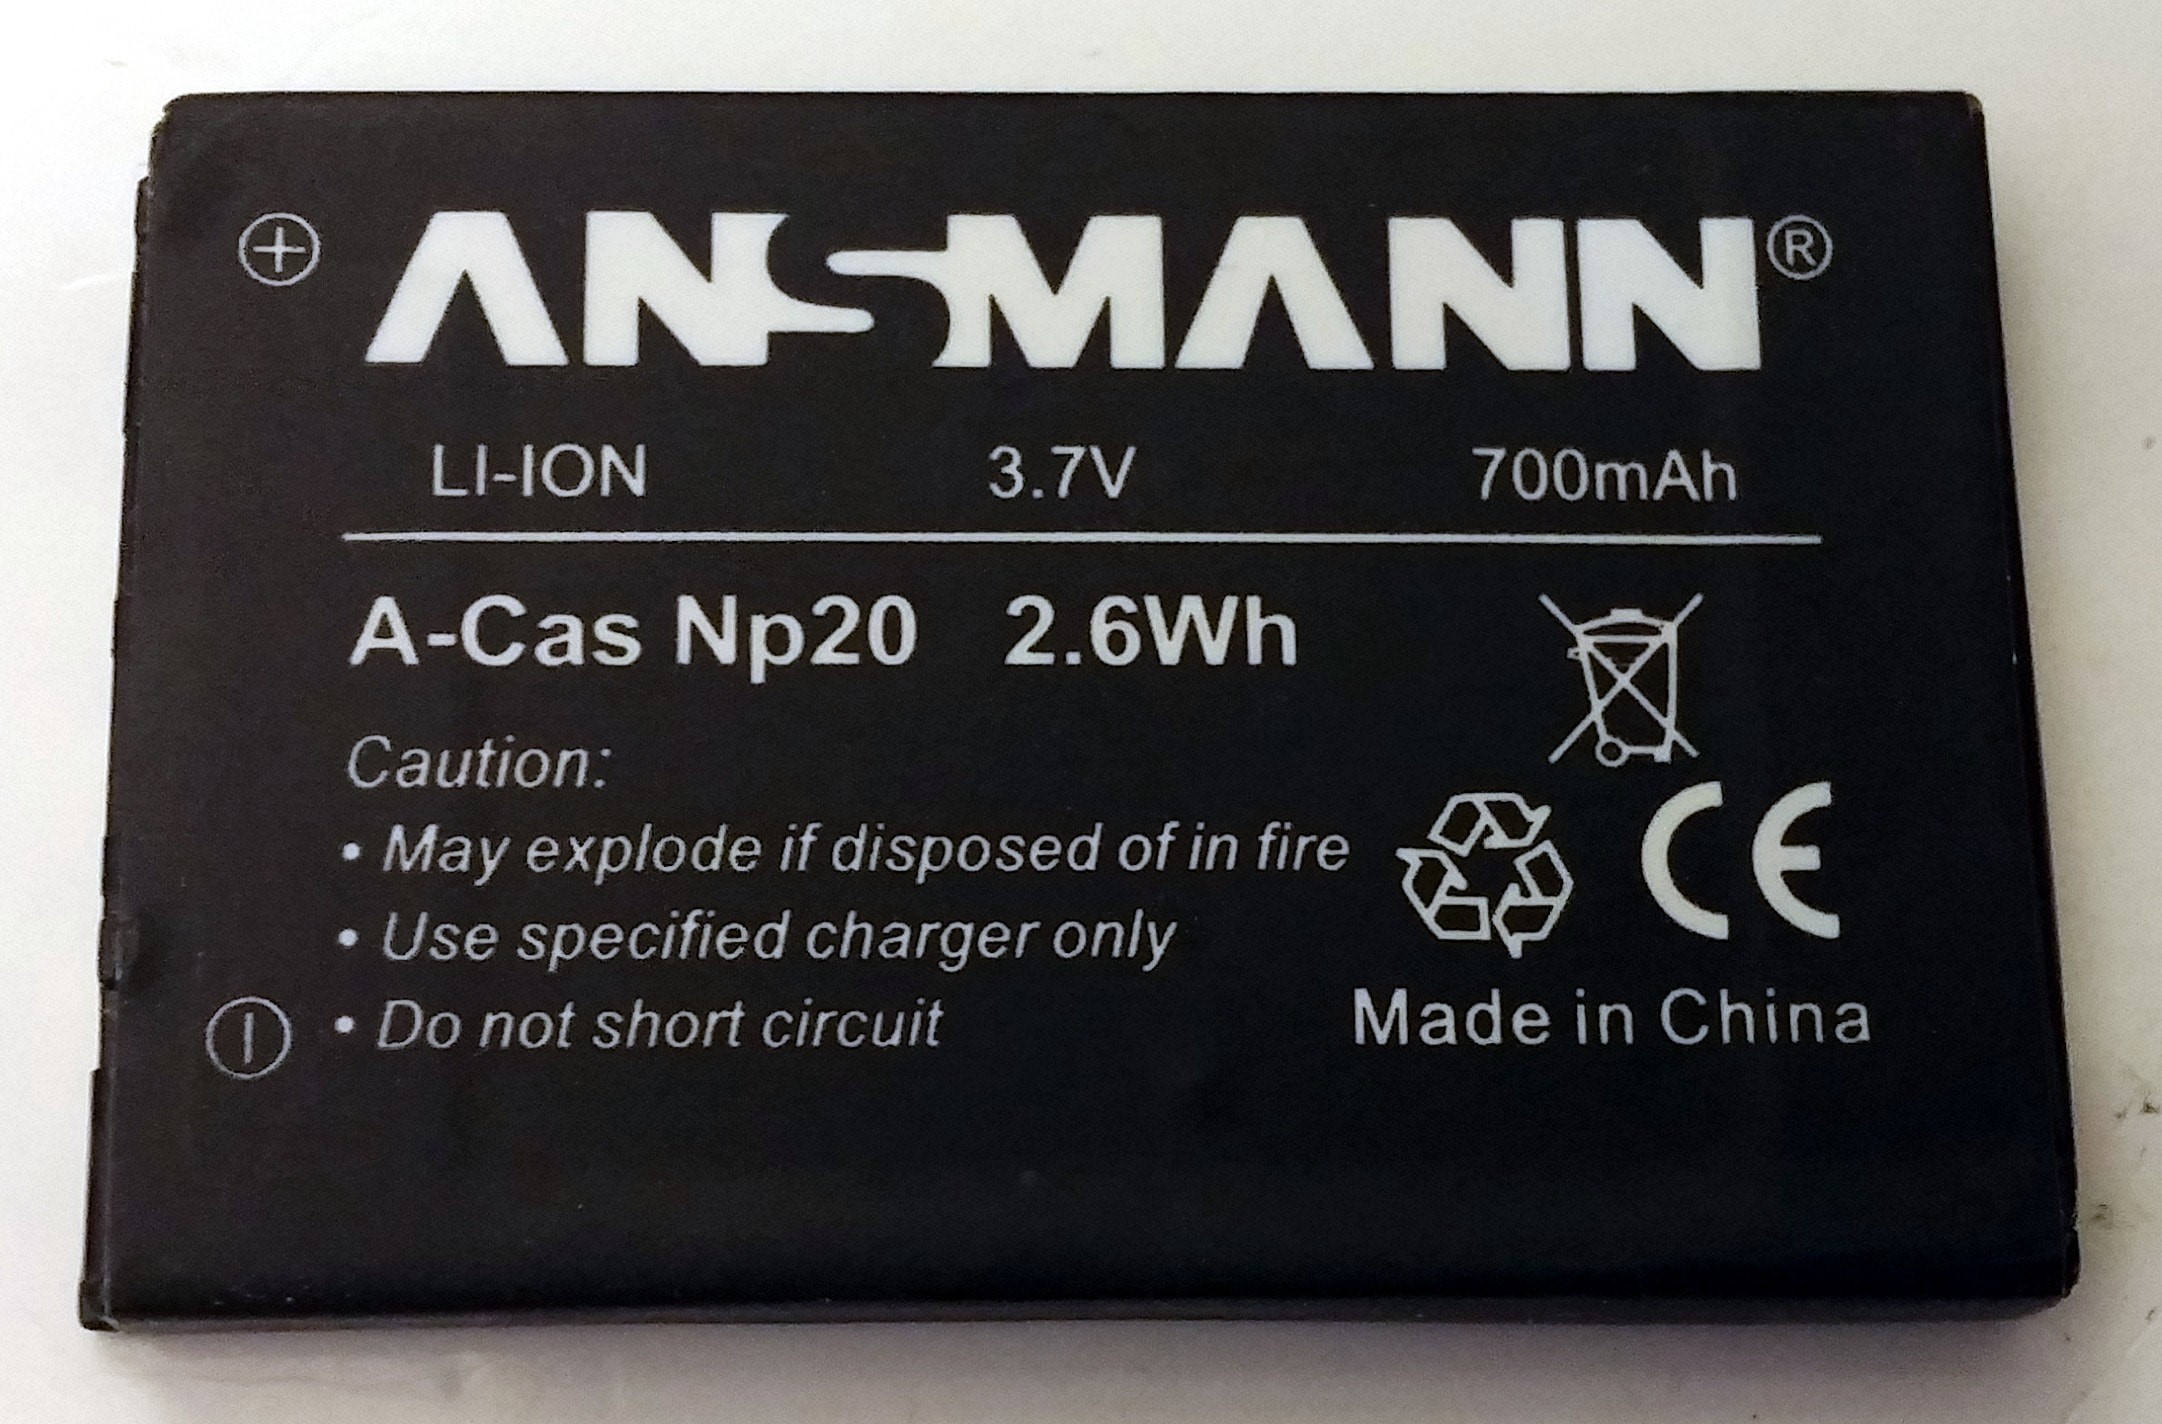 ANSMANN®
LI-ION 3.7V 700mAh
A-Cas Np20 2.6Wh
Caution:
• May explode if disposed of in fire
• Use specified charger only
• Do not short circuit
CE
Made in China